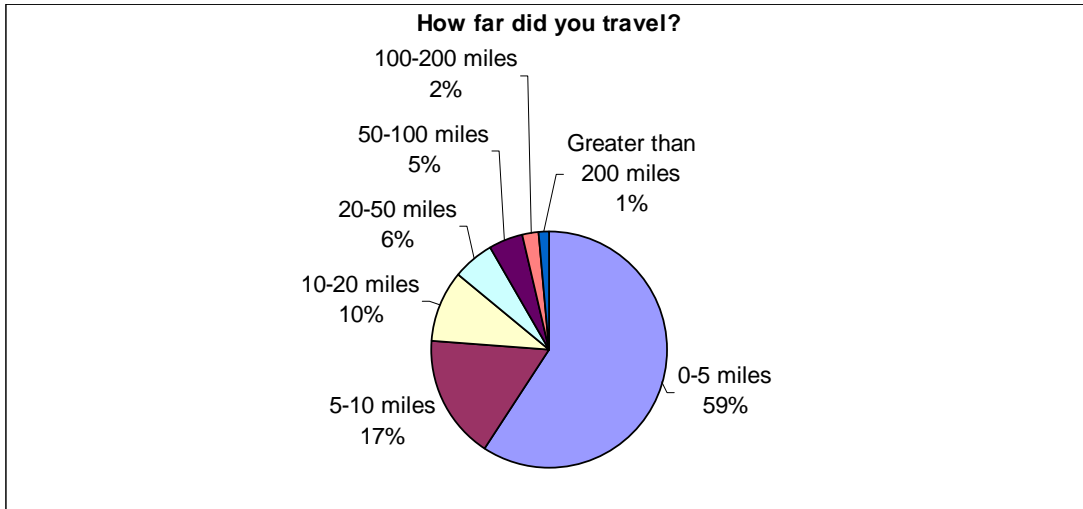 How far did you travel?
100-200 miles
2%
50-100 miles
5%
Greater than
200 miles
1%
20-50 miles
6%
10-20 miles
10%
5-10 miles
17%
0-5 miles
59%